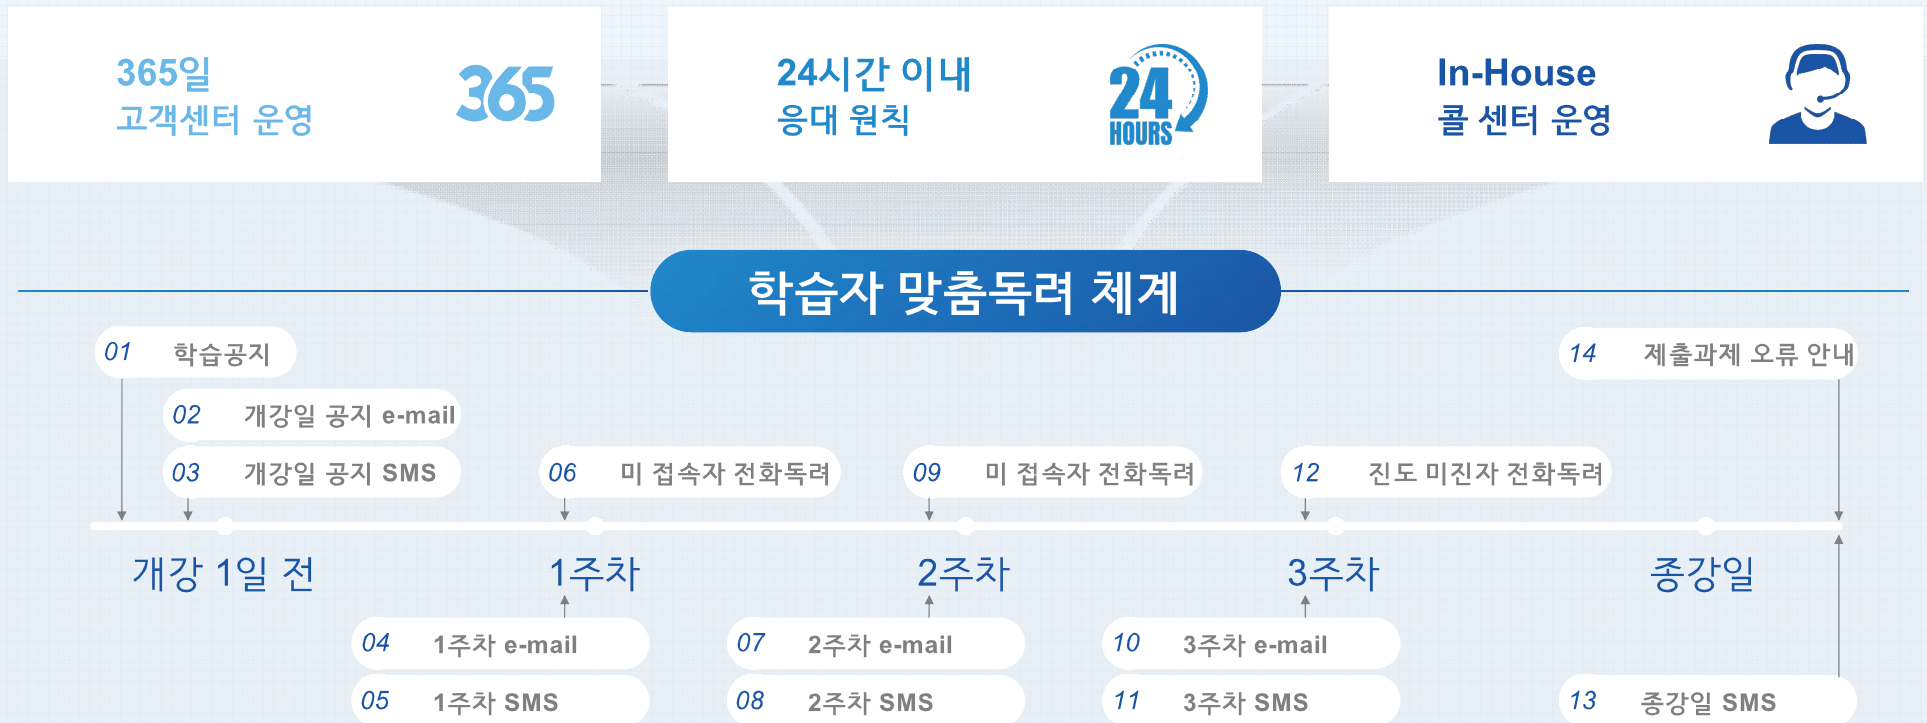 365일
고객센터 운영
365
24시간 이내
응대 원칙
24
HOURS
In-House
콜 센터 운영
학습자 맞춤독려 체계
01 학습공지
14 제출과제 오류 안내
02 개강일 공지 e-mail
03 개강일 공지 SMS
06 미 접속자 전화독려
09 미 접속자 전화독려
12 진도 미진자 전화독려
개강 1일 전
1주차
2주차
3주차
종강일
04 1주차 e-mail
07 2주차 e-mail
10 3주차 e-mail
05 1주차 SMS
08 2주차 SMS
11 3주차 SMS
13 종강일 SMS